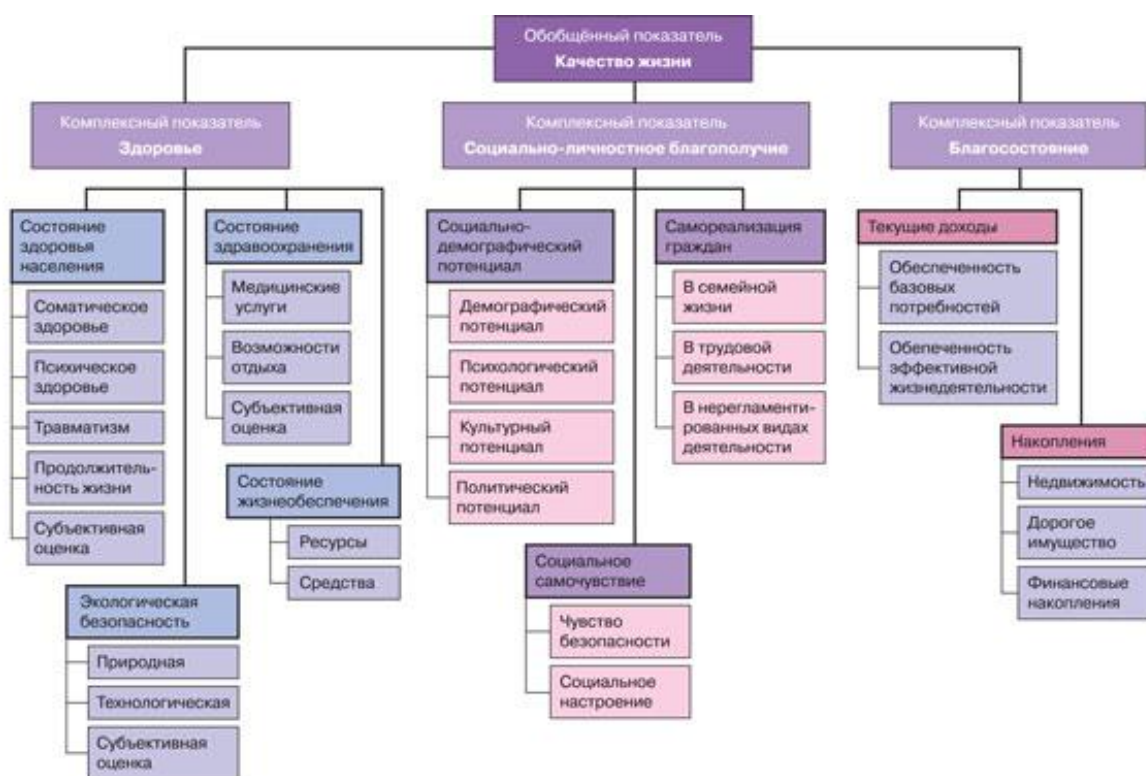 Обобщённый показатель
Качество жизни
Комплексный показатель
Здоровье
Комплексный показатель
Социально-личностное благополучие
Комплексный показатель
Благосостояние
Состояние
здоровья
населения
Соматическое
здоровье
Психическое
здоровье
Травматизм
Продолжитель-
ность жизни
Субъективная
оценка
Состояние
здравоохранения
Медицинские
услуги
Возможности
отдыха
Субъективная
оценка
Состояние
жизнеобеспечения
Ресурсы
Средства
Экологическая
безопасность
Природная
Технологическая
Субъективная
оценка
Социально-
демографический
потенциал
Демографический
потенциал
Психологический
потенциал
Культурный
потенциал
Политический
потенциал
Самореализация
граждан
В семейной
жизни
В трудовой
деятельности
В нерегламенти-
рованных видах
деятельности
Социальное
самочувствие
Чувство
безопасности
Социальное
настроение
Текущие доходы
Обеспеченность
базовых
потребностей
Обепеченность
эффективной
жизнедеятельности
Накопления
Недвижимость
Дорогое
имущество
Финансовые
накопления